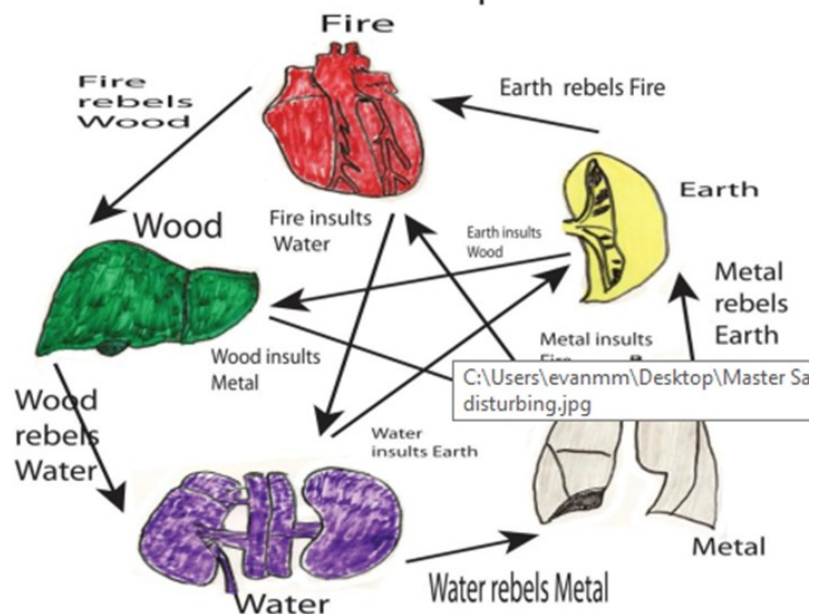 Fire
Fire
rebels
Wood
Earth rebels Fire
Earth
Wood
Fire insults
Water
Earth insults
Wood
Metal
rebels
Earth
Wood insults
Metal
Metal insults
C:\Users\evanmm\Desktop\Master Sa
disturbing.jpg
Wood
rebels
Water
Water
insults Earth
Metal
Water rebels Metal
Water